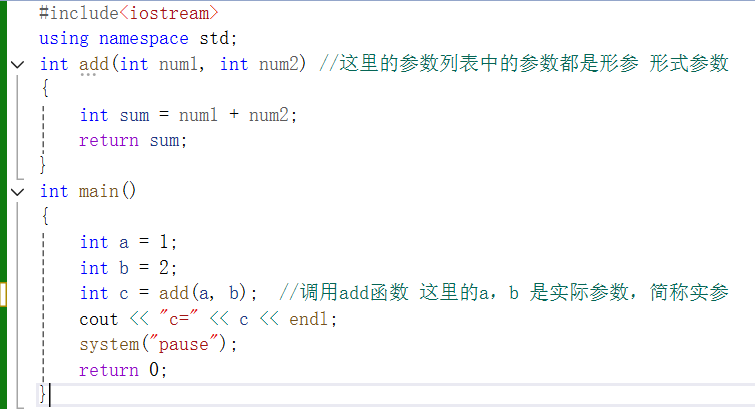 #include<iostream>
using namespace std;
int add(int num1, int num2) //这里的参数列表中的参数都是形参 形式参数
{
int sum = num1 + num2;
return sum;
}
int main()
{
int a = 1;
int b = 2;
int c = add(a, b);  //调用add函数 这里的a，b 是实际参数，简称实参
cout << "c=" << c << endl;
system("pause");
return 0;
}